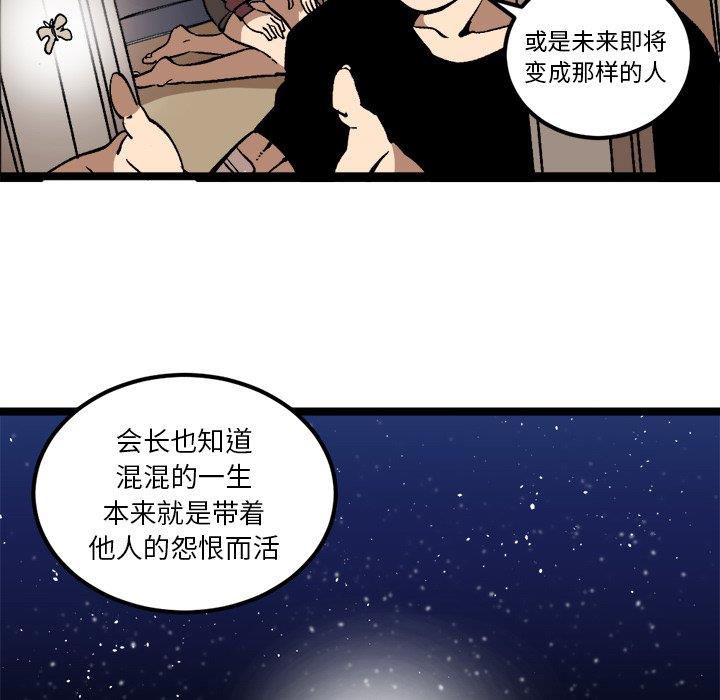 或是未来即将
变成那样的人
会长也知道
混混的一生
本来就是带着
他人的怨恨而活